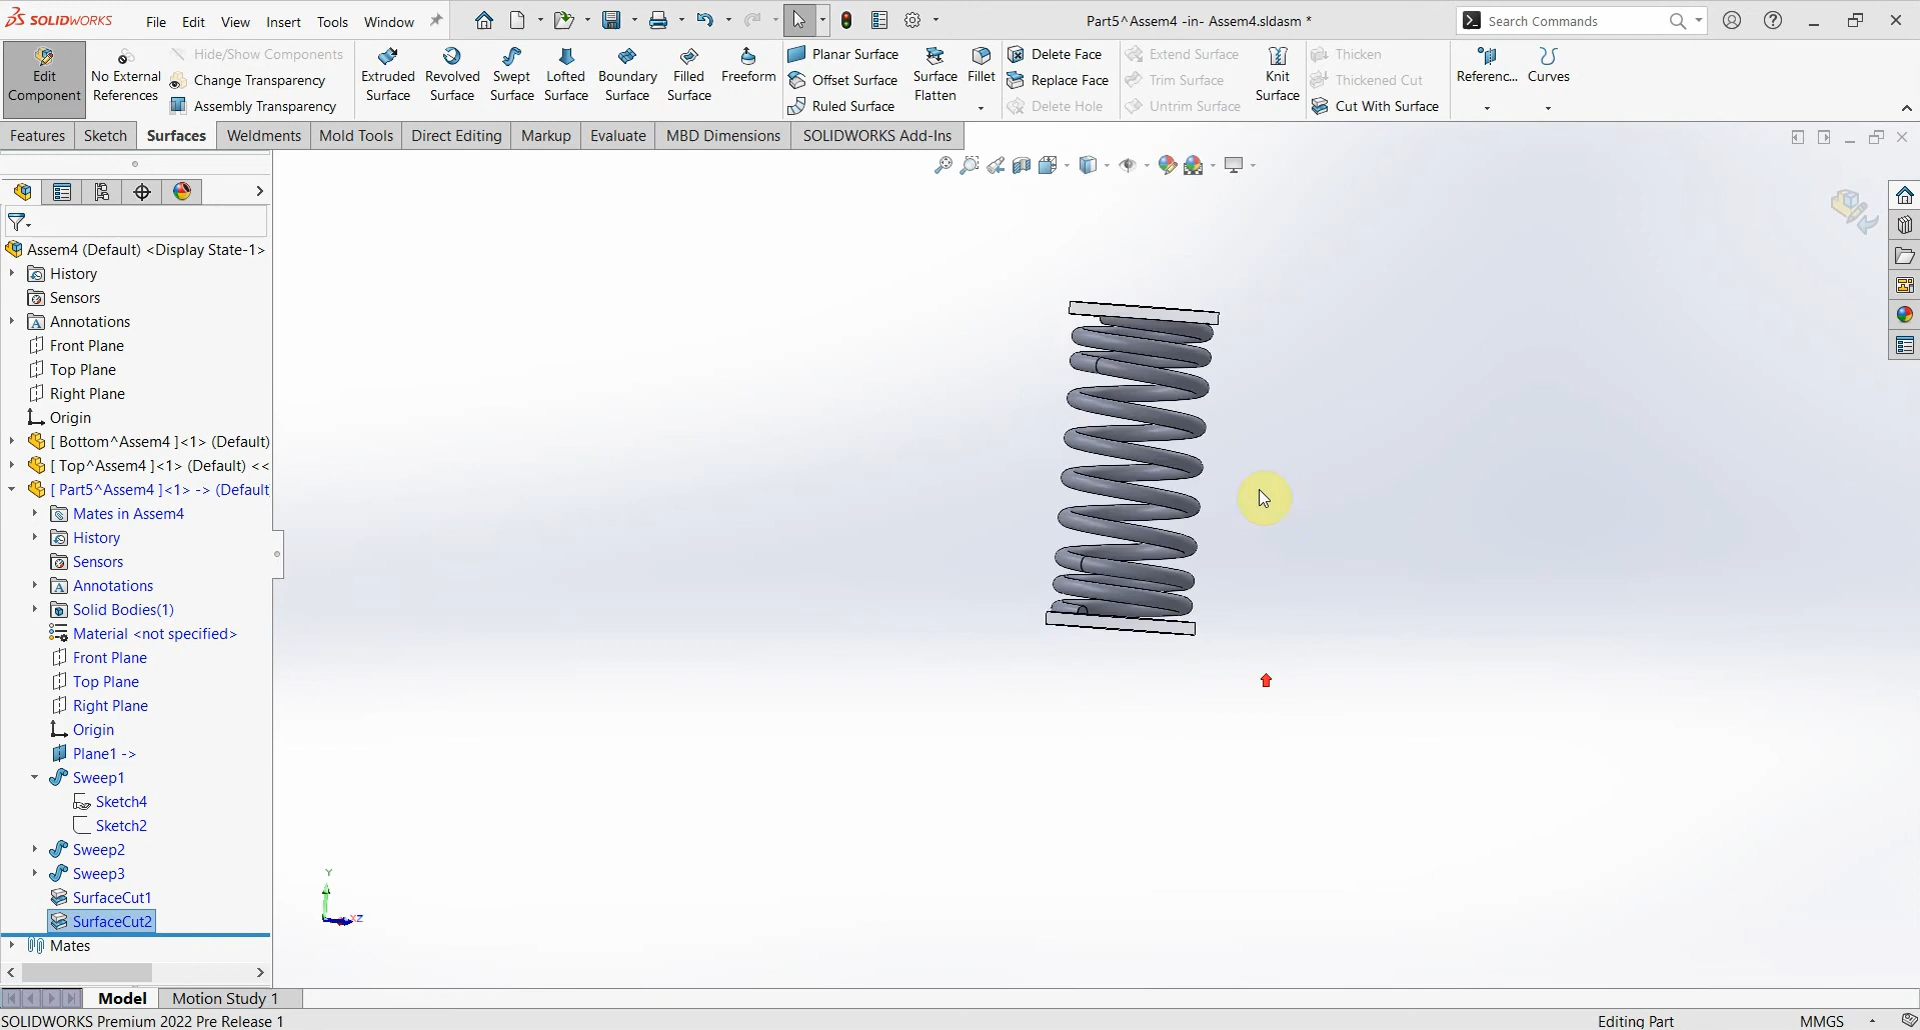 SOLIDWORKS File Edit View Insert Tools Window Part5^Assem4 -in- Assem4.sldasm * Search Commands
Edit Component
No External References
Hide/Show Components
Change Transparency
Assembly Transparency
Extruded Surface
Revolved Surface
Swept Surface
Lofted Surface
Boundary Surface
Filled Surface
Freeform
Planar Surface
Offset Surface
Ruled Surface
Surface Flatten
Fillet
Delete Face
Replace Face
Delete Hole
Extend Surface
Trim Surface
Untrim Surface
Knit Surface
Thicken
Thickened Cut
Cut With Surface
Referenc...
Curves
Features Sketch Surfaces Weldments Mold Tools Direct Editing Markup Evaluate MBD Dimensions SOLIDWORKS Add-Ins
Assem4 (Default) <Display State-1>
History
Sensors
Annotations
Front Plane
Top Plane
Right Plane
Origin
[ Bottom^Assem4 ]<1> (Default)
[ Top^Assem4 ]<1> (Default) <<
[ Part5^Assem4 ]<1> -> (Default
Mates in Assem4
History
Sensors
Annotations
Solid Bodies(1)
Material <not specified>
Front Plane
Top Plane
Right Plane
Origin
Plane1 ->
Sweep1
Sketch4
Sketch2
Sweep2
Sweep3
SurfaceCut1
SurfaceCut2
Mates
Y
XZ
Model Motion Study 1
SOLIDWORKS Premium 2022 Pre Release 1 Editing Part MMGS